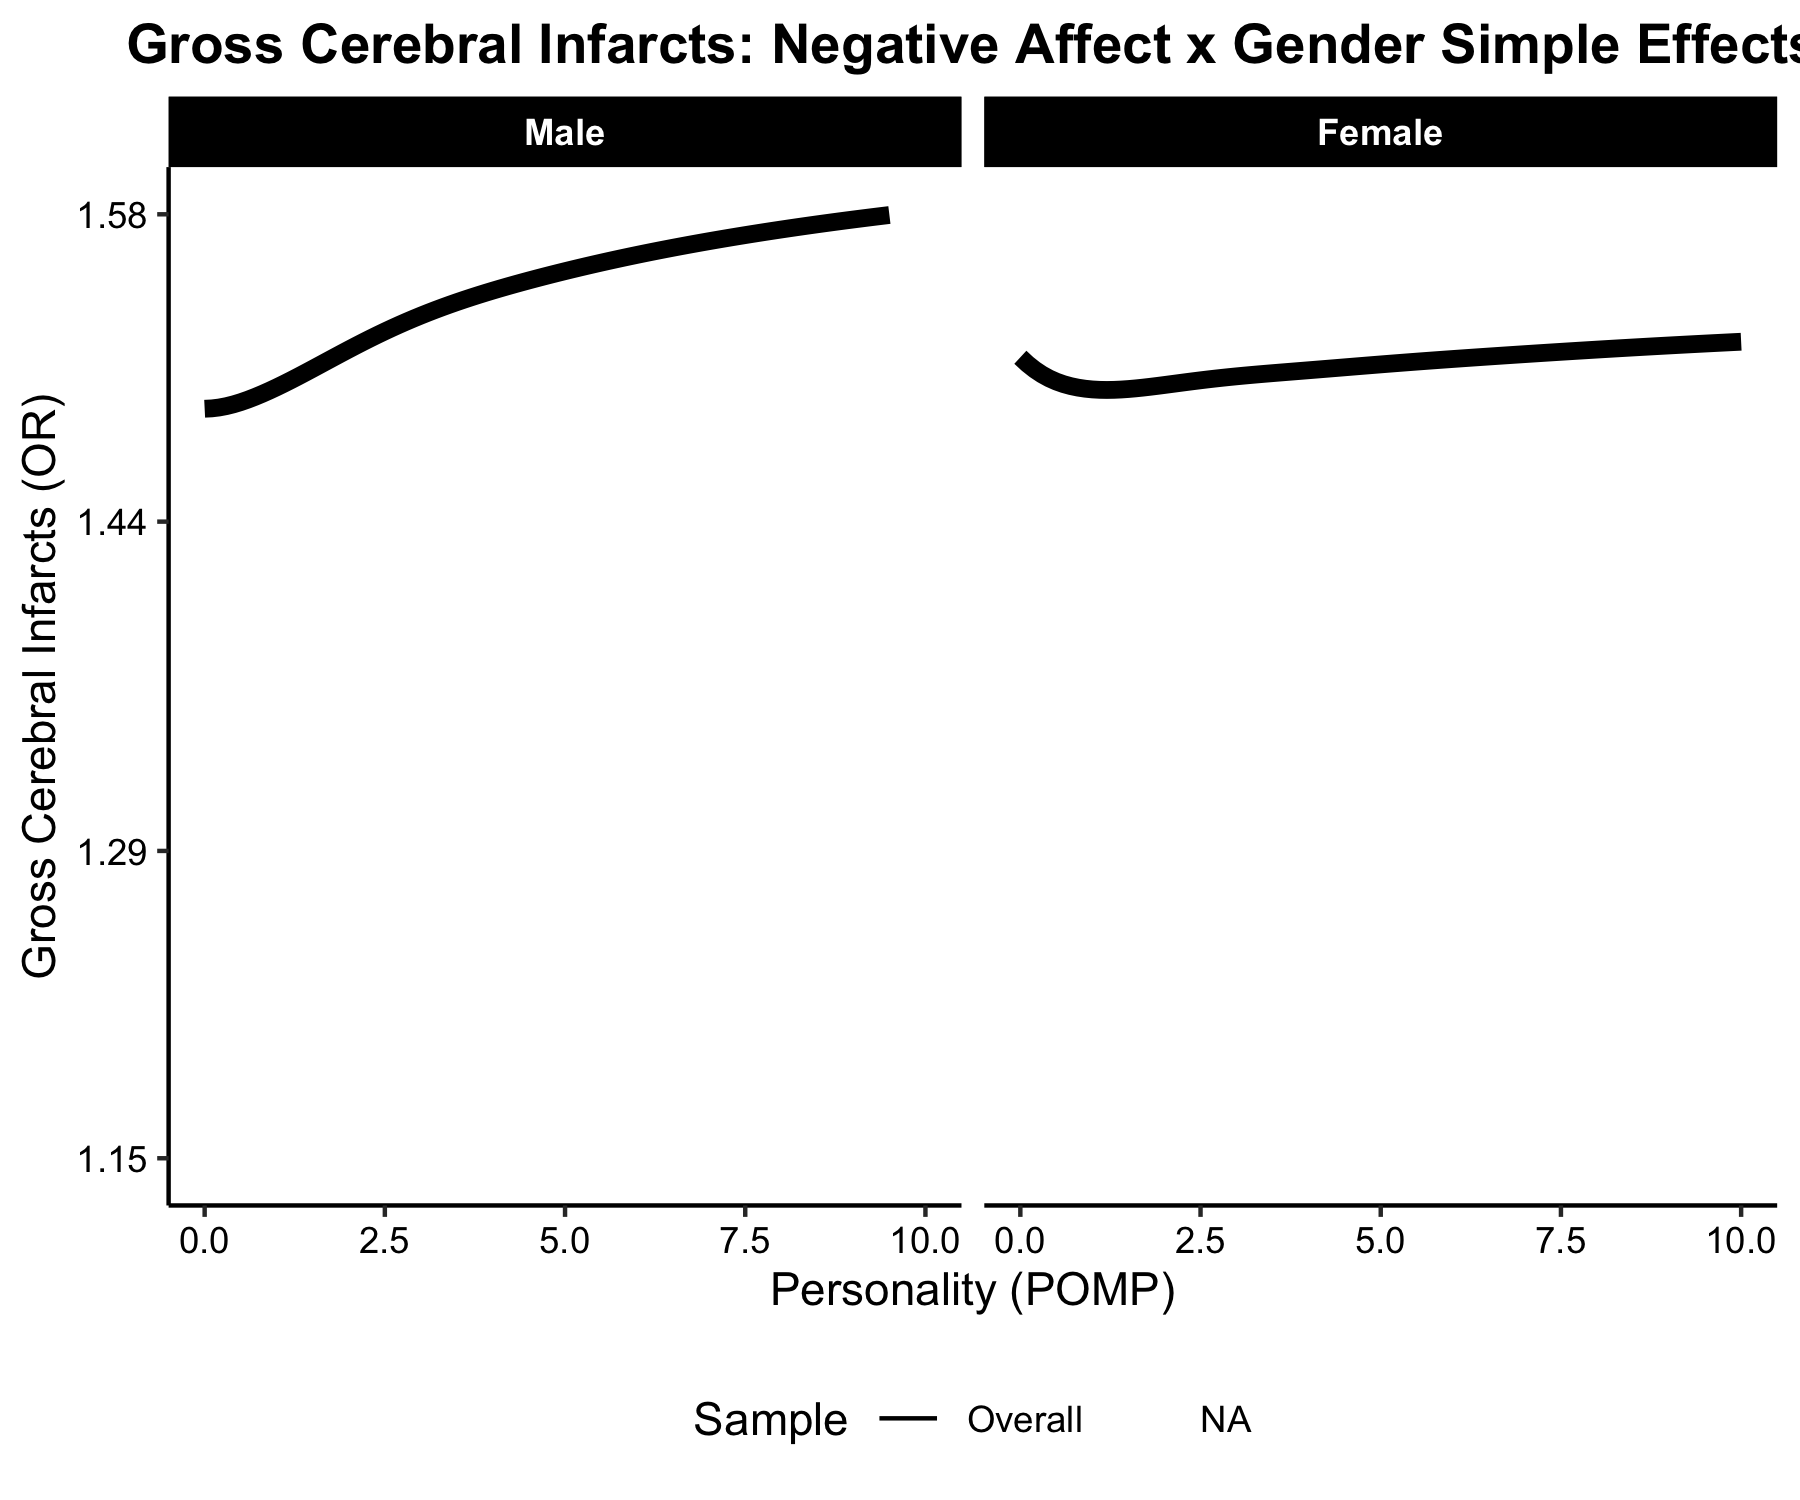 Gross Cerebral Infarcts: Negative Affect x Gender Simple Effects
Male
Female
Gross Cerebral Infarcts (OR)
1.58
1.44
1.29
1.15
0.0 2.5 5.0 7.5 10.0 0.0 2.5 5.0 7.5 10.0
Personality (POMP)
Sample Overall NA